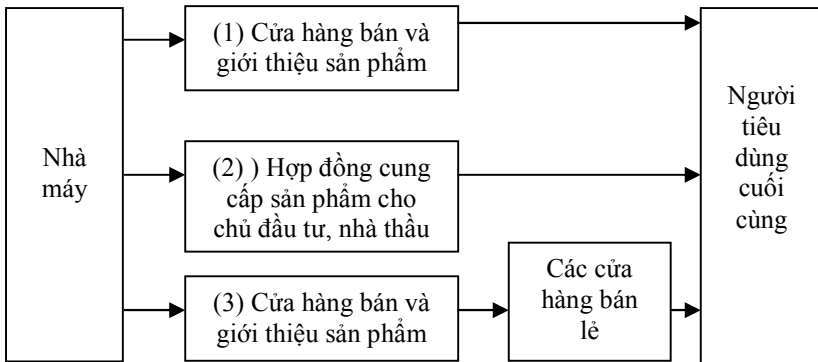 Nhà
máy
(1) Cửa hàng bán và
giới thiệu sản phẩm
(2) ) Hợp đồng cung
cấp sản phẩm cho
chủ đầu tư, nhà thầu
(3) Cửa hàng bán và
giới thiệu sản phẩm
Các cửa
hàng bán
lẻ
Người
tiêu
dùng
cuối
cùng